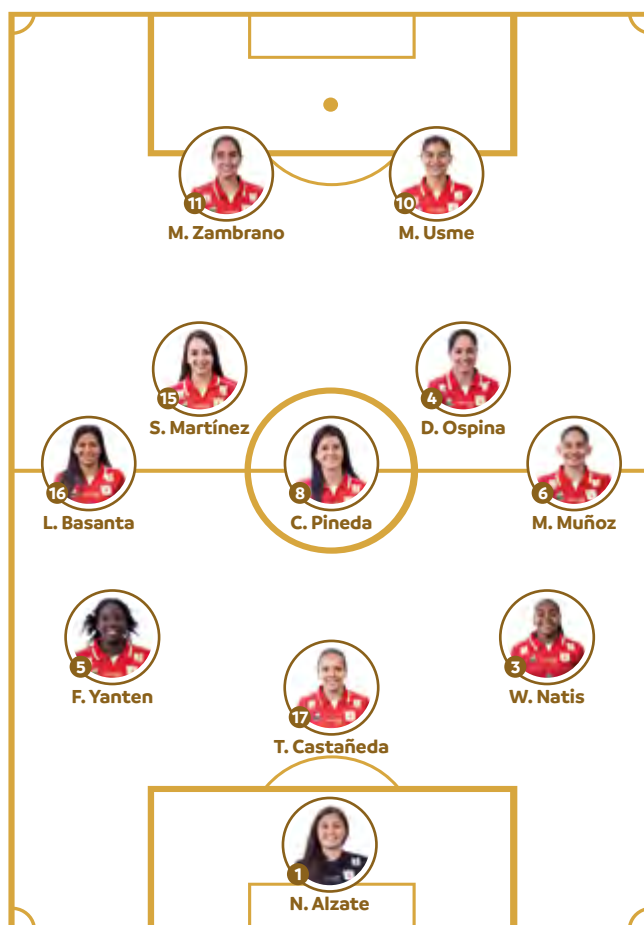 11
M. Zambrano
10
M. Usme
15
S. Martínez
4
D. Ospina
16
L. Basanta
8
C. Pineda
6
M. Muñoz
5
F. Yanten
3
W. Natis
17
T. Castañeda
1
N. Alzate